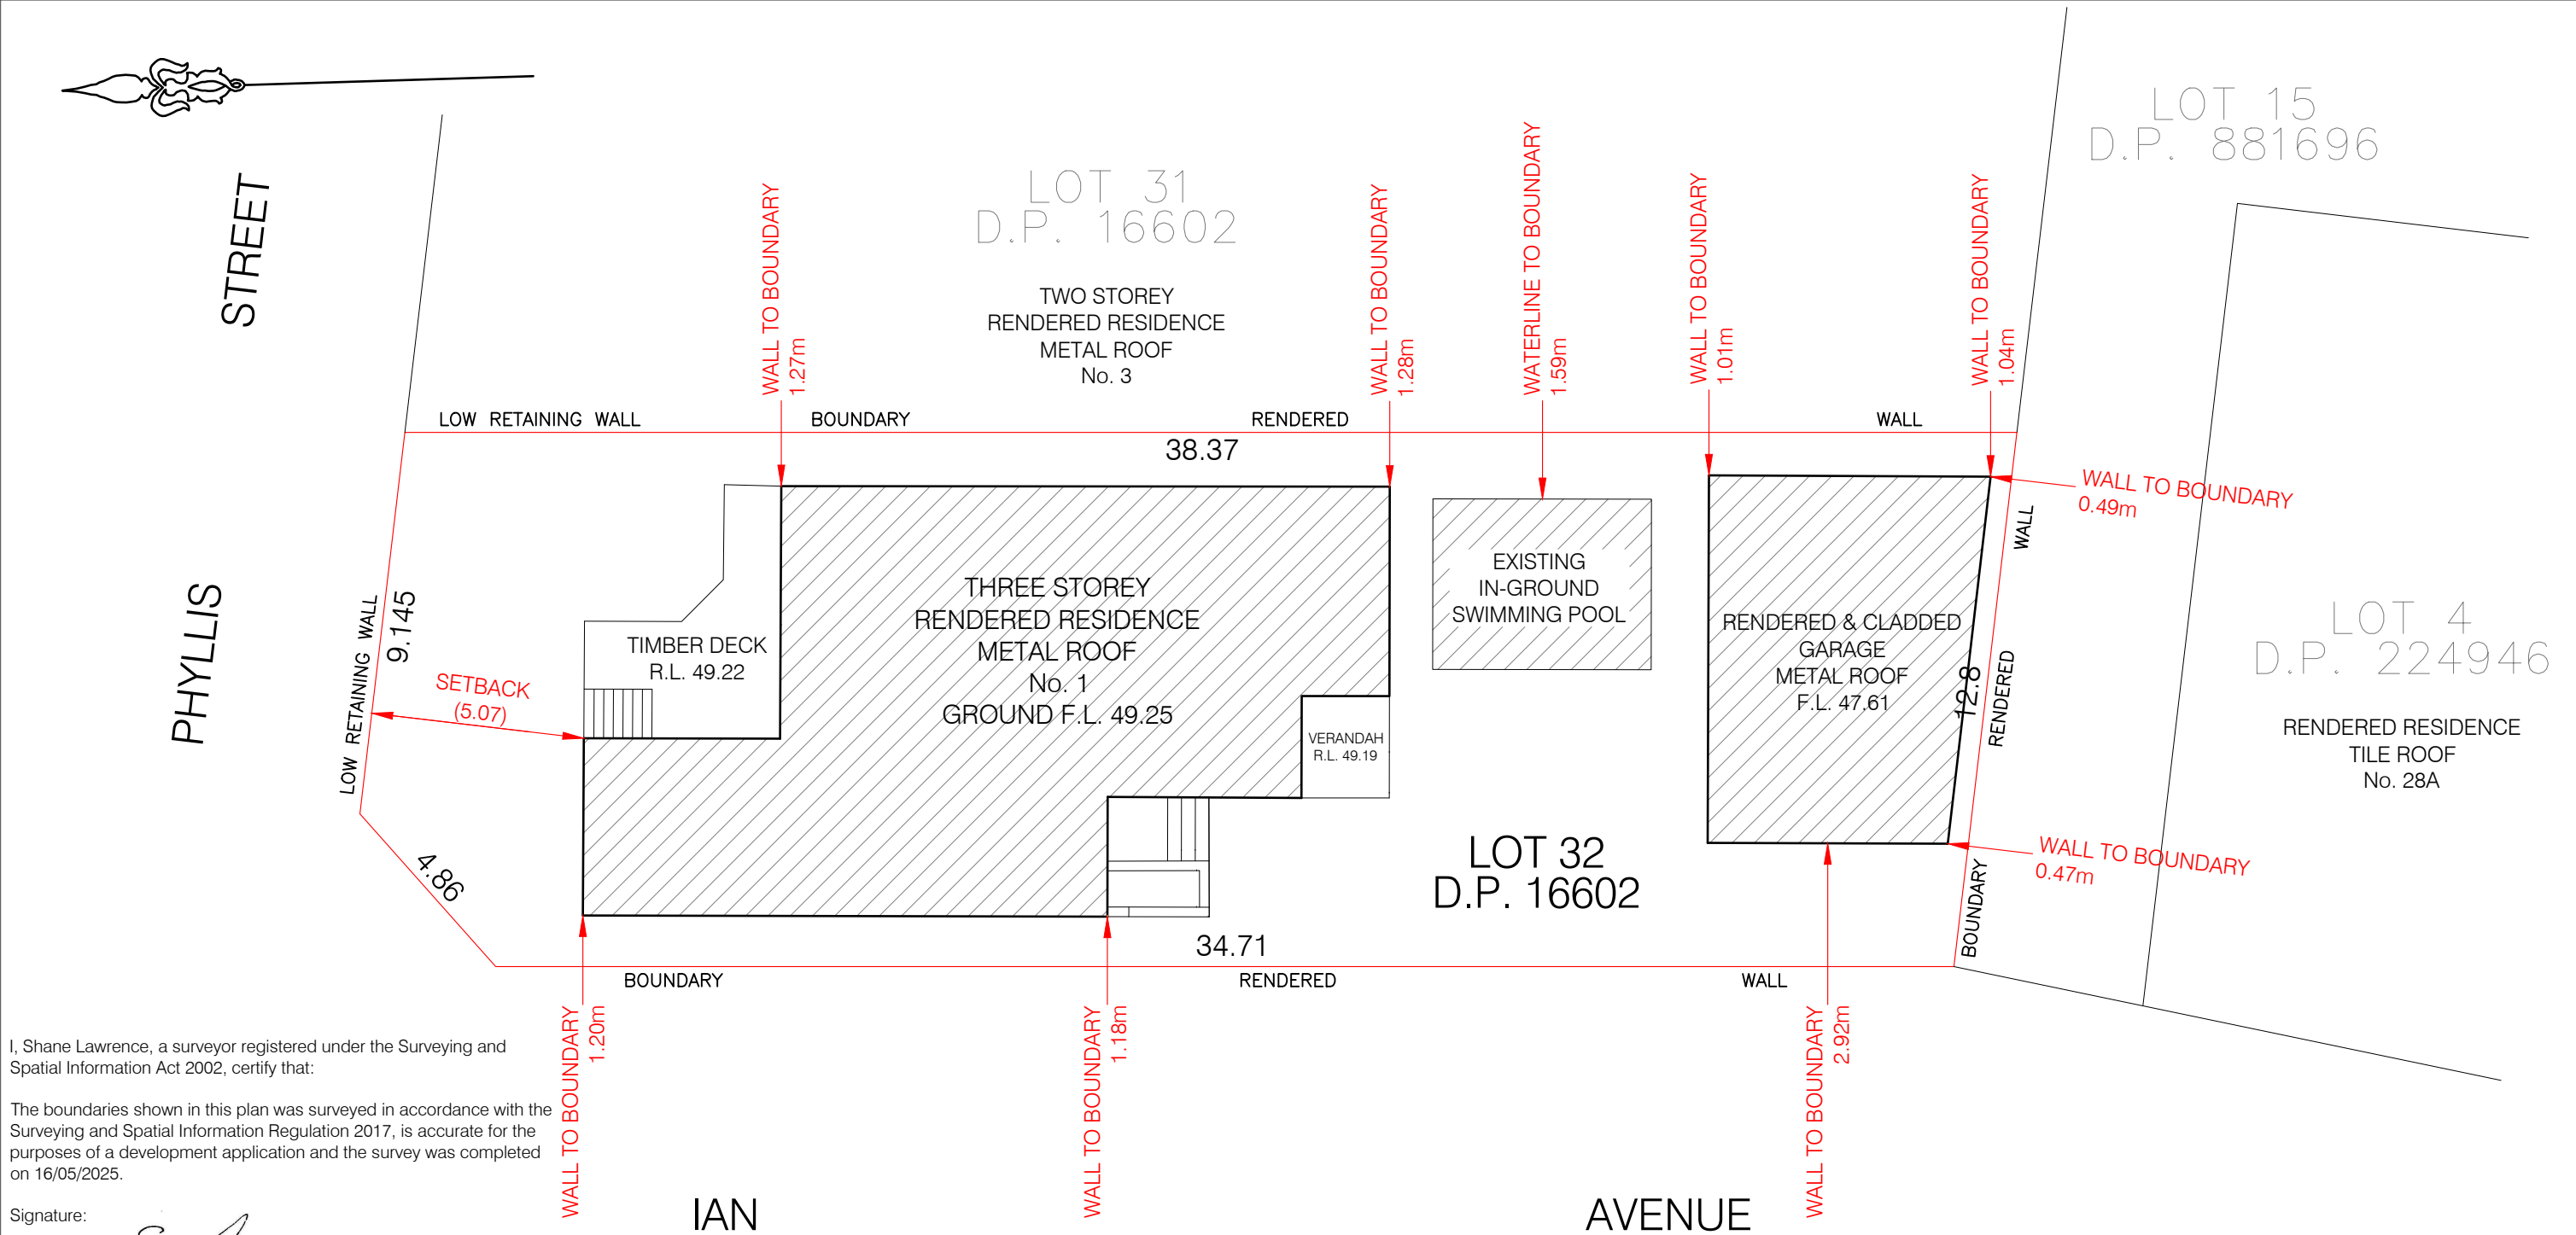 STREET
PHYLLIS
LOT 31
D.P. 16602
TWO STOREY
RENDERED RESIDENCE
METAL ROOF
No. 3
LOT 15
D.P. 881696
WALL TO BOUNDARY
1.27m
WALL TO BOUNDARY
1.28m
WATERLINE TO BOUNDARY
1.59m
WALL TO BOUNDARY
1.01m
WALL TO BOUNDARY
1.04m
LOW RETAINING WALL
BOUNDARY
RENDERED
WALL
38.37
WALL TO BOUNDARY
0.49m
WALL
RENDERED
BOUNDARY
12.8
LOW RETAINING WALL
9.145
SETBACK
(5.07)
TIMBER DECK
R.L. 49.22
THREE STOREY
RENDERED RESIDENCE
METAL ROOF
No. 1
GROUND F.L. 49.25
VERANDAH
R.L. 49.19
EXISTING
IN-GROUND
SWIMMING POOL
RENDERED & CLADDED
GARAGE
METAL ROOF
F.L. 47.61
LOT 4
D.P. 224946
RENDERED RESIDENCE
TILE ROOF
No. 28A
WALL TO BOUNDARY
0.47m
LOT 32
D.P. 16602
4.86
34.71
BOUNDARY
RENDERED
WALL
WALL TO BOUNDARY
1.20m
WALL TO BOUNDARY
1.18m
WALL TO BOUNDARY
2.92m
I, Shane Lawrence, a surveyor registered under the Surveying and
Spatial Information Act 2002, certify that:
The boundaries shown in this plan was surveyed in accordance with the
Surveying and Spatial Information Regulation 2017, is accurate for the
purposes of a development application and the survey was completed
on 16/05/2025.
Signature:
IAN
AVENUE